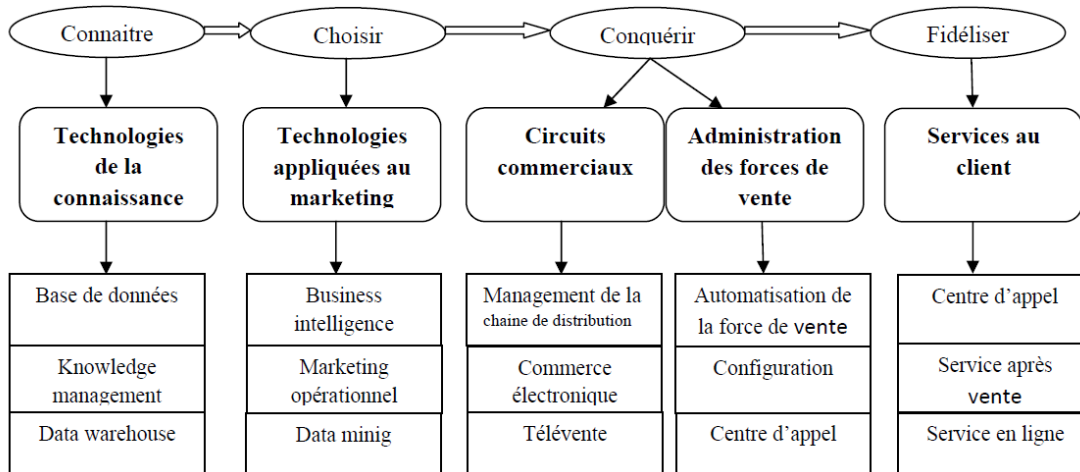 Connaitre
Choisir
Conquérir
Fidéliser
Technologies
de la
connaissance
Technologies
appliquées au
marketing
Circuits
commerciaux
Administration
des forces de
vente
Services au
client
Base de données
Knowledge
management
Data warehouse
Business
intelligence
Marketing
opérationnel
Data minig
Management de la
chaine de distribution
Commerce
électronique
Télévente
Automatisation de
la force de vente
Configuration
Centre d’appel
Centre d’appel
Service après
vente
Service en ligne